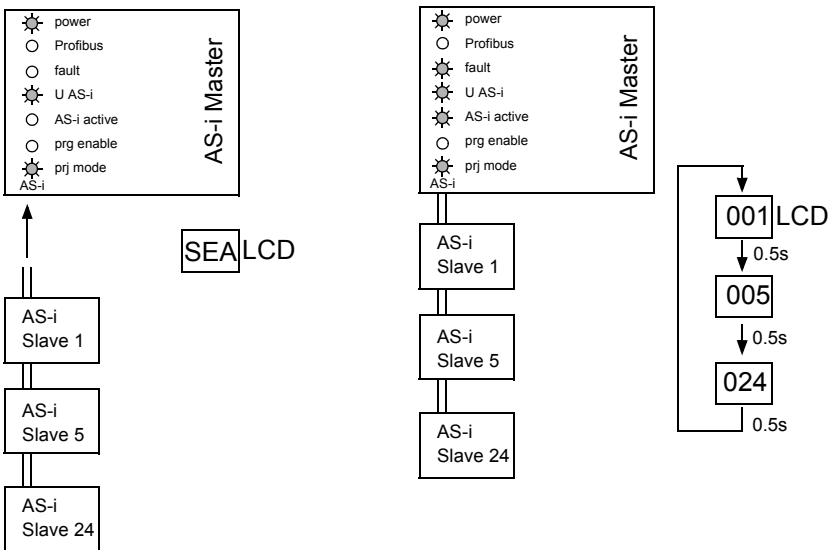 power
Profibus
fault
U AS-i
AS-i active
prg enable
prj mode
AS-i
AS-i Master
SEA LCD
AS-i
Slave 1
AS-i
Slave 5
AS-i
Slave 24
power
Profibus
fault
U AS-i
AS-i active
prg enable
prj mode
AS-i
AS-i Master
AS-i
Slave 1
AS-i
Slave 5
AS-i
Slave 24
001 LCD
0.5s
005
0.5s
024
0.5s